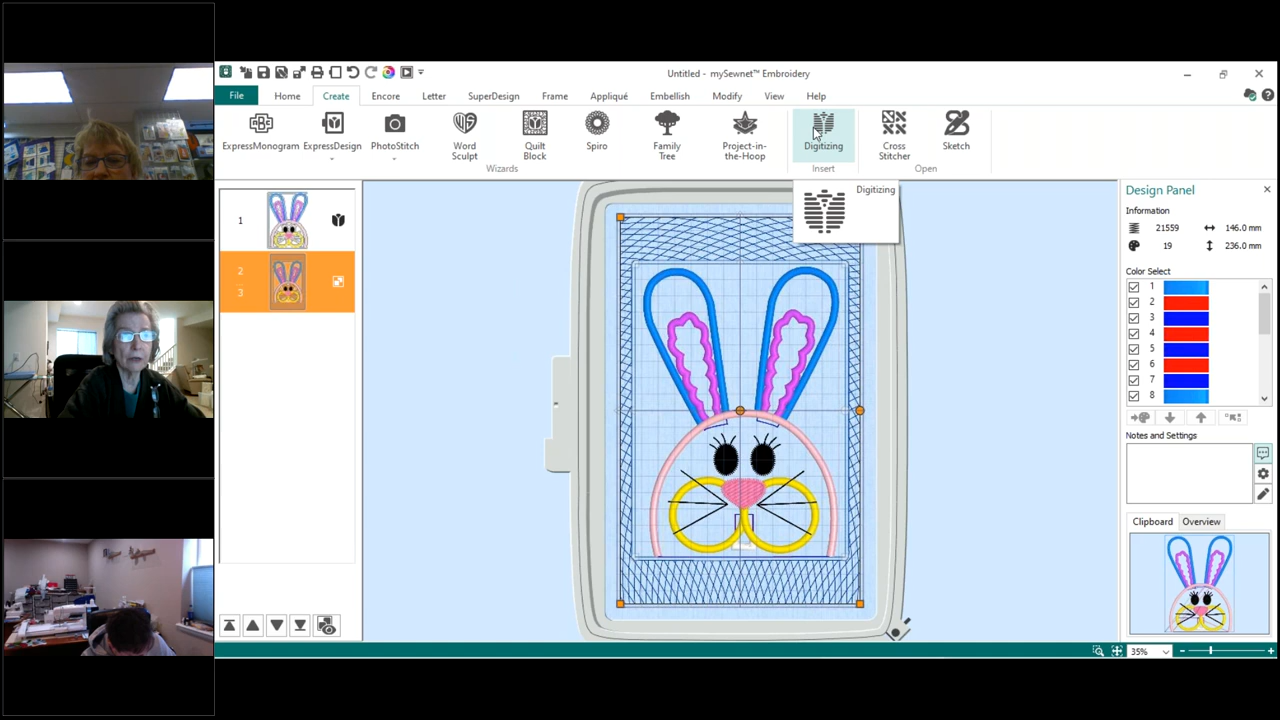 Untitled - mySewnet™ Embroidery
File Home Create Encore Letter SuperDesign Frame Appliqué Embellish Modify View Help
ExpressMonogram ExpressDesign PhotoStitch Word Sculpt Quilt Block Spiro Family Tree Project-in-the-Hoop Digitizing Cross Stitcher Sketch
Wizards Insert Open
Digitizing
1
2
3
Design Panel
Information
21559 146.0 mm
19 236.0 mm
Color Select
1
2
3
4
5
6
7
8
Notes and Settings
Clipboard Overview
35%